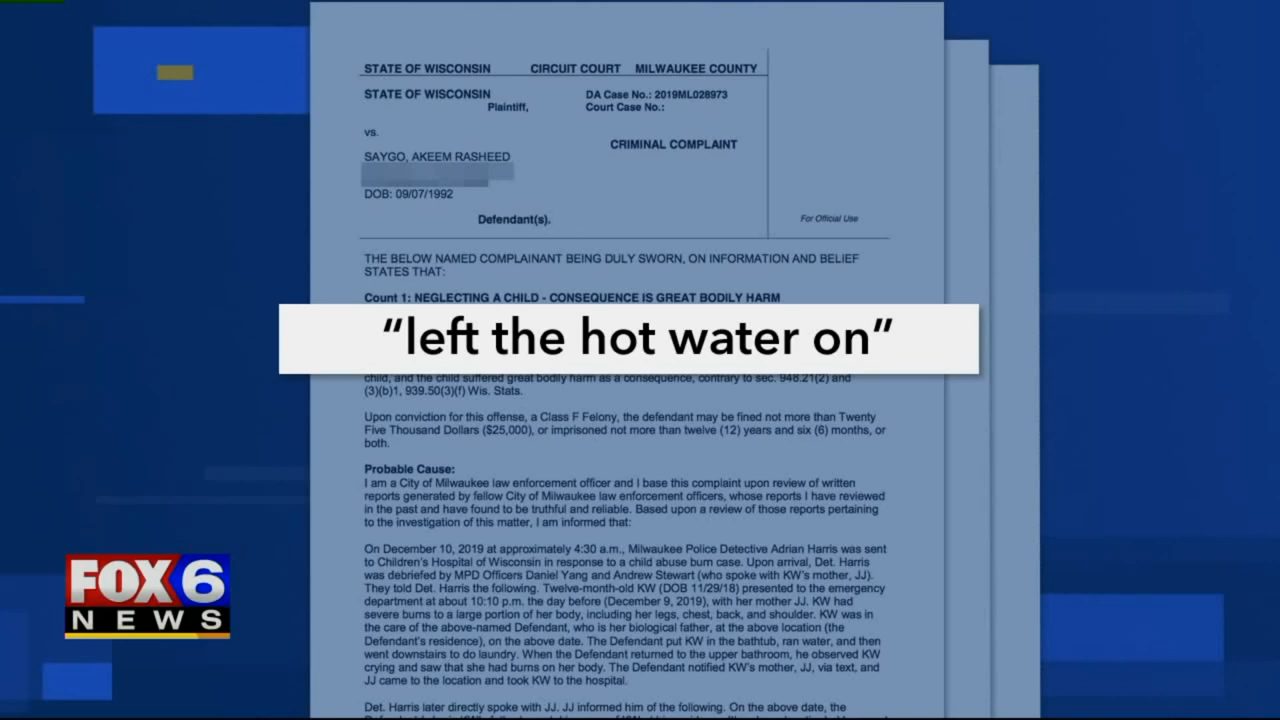 STATE OF WISCONSIN CIRCUIT COURT MILWAUKEE COUNTY
STATE OF WISCONSIN
Plaintiff,
DA Case No.: 2019ML028973
Court Case No.:
vs.
CRIMINAL COMPLAINT
SAYGO, AKEEM RASHEED
DOB: 09/07/1992
Defendant(s).
For Official Use
THE BELOW NAMED COMPLAINANT BEING DULY SWORN, ON INFORMATION AND BELIEF
STATES THAT:
Count 1: NEGLECTING A CHILD - CONSEQUENCE IS GREAT BODILY HARM
“left the hot water on”
child, and the child suffered great bodily harm as a consequence, contrary to sec. 948.21(2) and
(3)(b)1, 939.50(3)(f) Wis. Stats.
Upon conviction for this offense, a Class F Felony, the defendant may be fined not more than Twenty
Five Thousand Dollars ($25,000), or imprisoned not more than twelve (12) years and six (6) months, or
both.
Probable Cause:
I am a City of Milwaukee law enforcement officer and I base this complaint upon review of written
reports generated by fellow City of Milwaukee law enforcement officers, whose reports I have reviewed
in the past and have found to be truthful and reliable. Based upon a review of those reports pertaining
to the investigation of this matter, I am informed that:
On December 10, 2019 at approximately 4:30 a.m., Milwaukee Police Detective Adrian Harris was sent
to Children's Hospital of Wisconsin in response to a child abuse burn case. Upon arrival, Det. Harris
was debriefed by MPD Officers Daniel Yang and Andrew Stewart (who spoke with KW's mother, JJ).
They told Det. Harris the following. Twelve-month-old KW (DOB 11/29/18) presented to the emergency
department at about 10:10 p.m. the day before (December 9, 2019), with her mother JJ. KW had
severe burns to a large portion of her body, including her legs, chest, back, and shoulder. KW was in
the care of the above-named Defendant, who is her biological father, at the above location (the
Defendant's residence), on the above date. The Defendant put KW in the bathtub, ran water, and then
went downstairs to do laundry. When the Defendant returned to the upper bathroom, he observed KW
crying and saw that she had burns on her body. The Defendant notified KW's mother, JJ, via text, and
JJ came to the location and took KW to the hospital.
Det. Harris later directly spoke with JJ. JJ informed him of the following. On the above date, the
FOX 6
NEWS